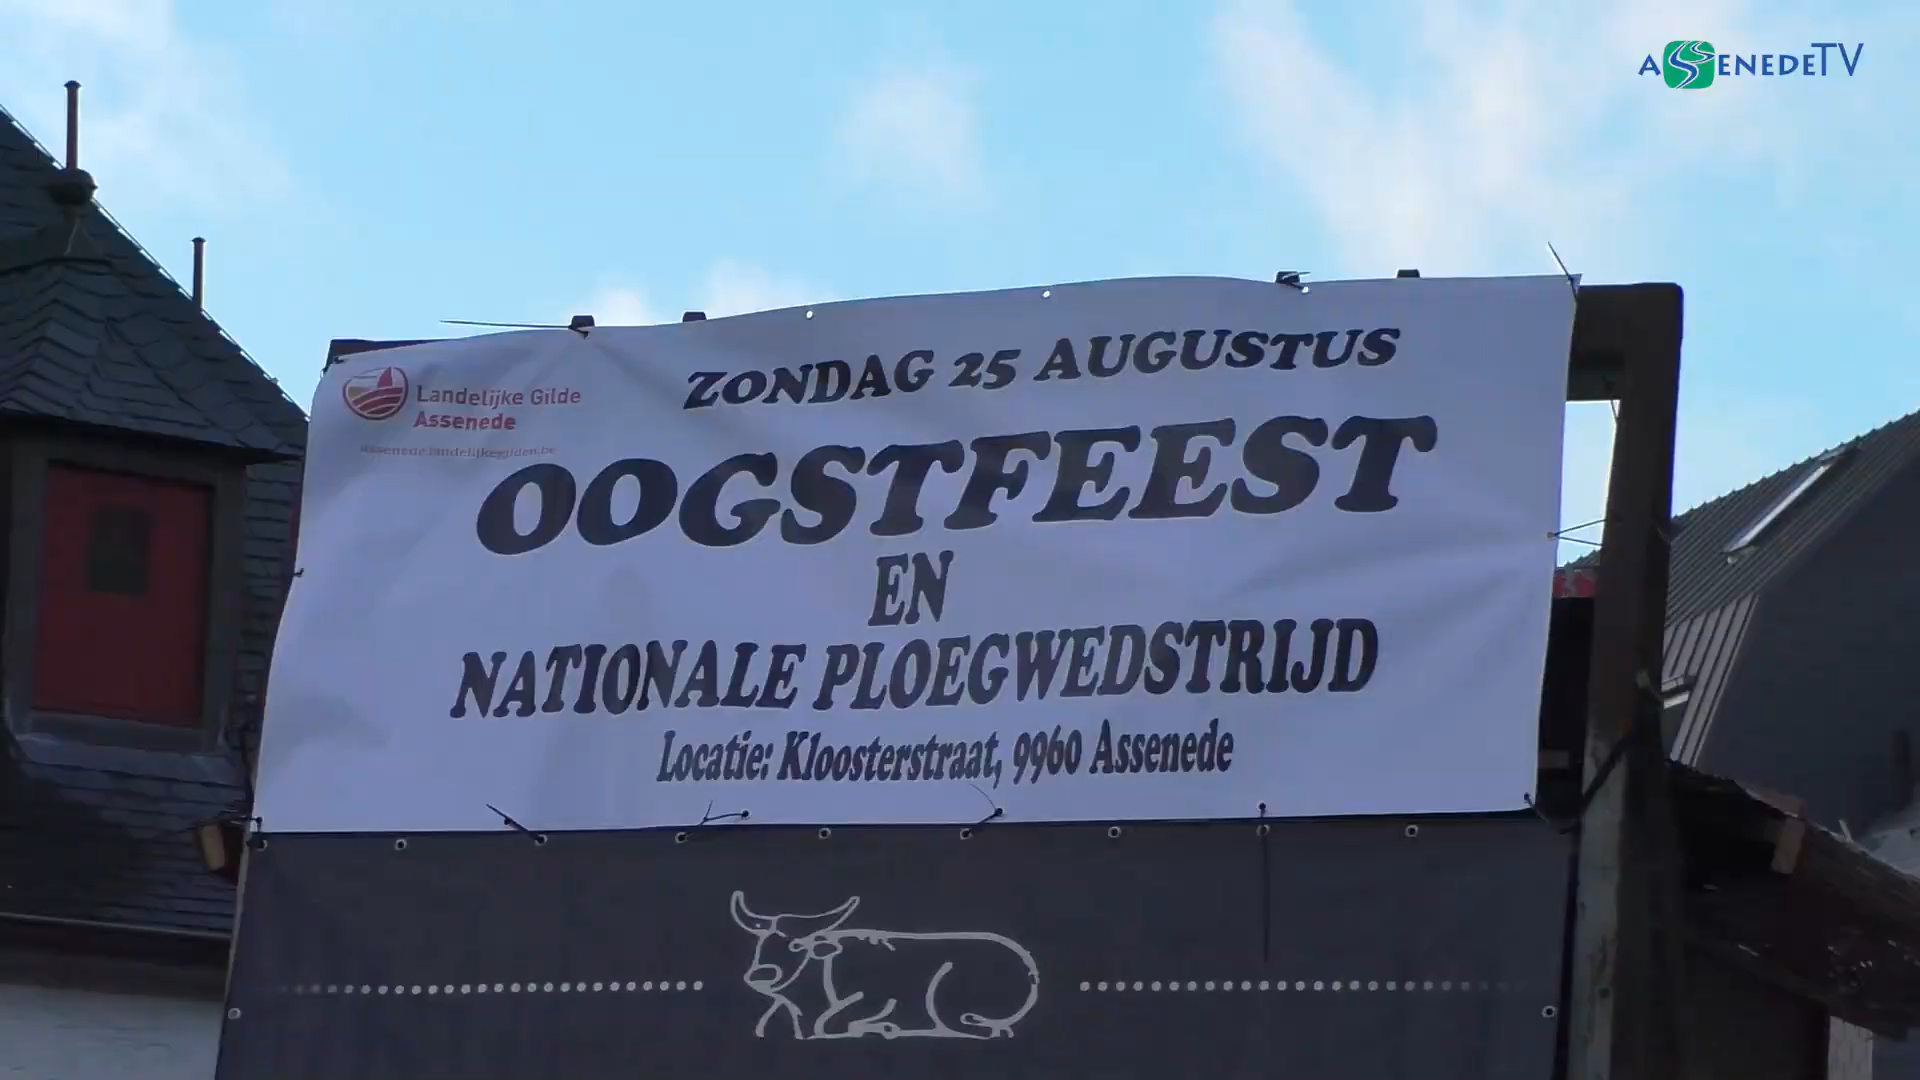 ASSENEDETV
ZONDAG 25 AUGUSTUS
Landelijke Gilde
Assenede
assenede.landelijkegilden.be
OOGSTFEEST
EN
NATIONALE PLOEGWEDSTRIJD
Locatie: Kloosterstraat, 9960 Assenede